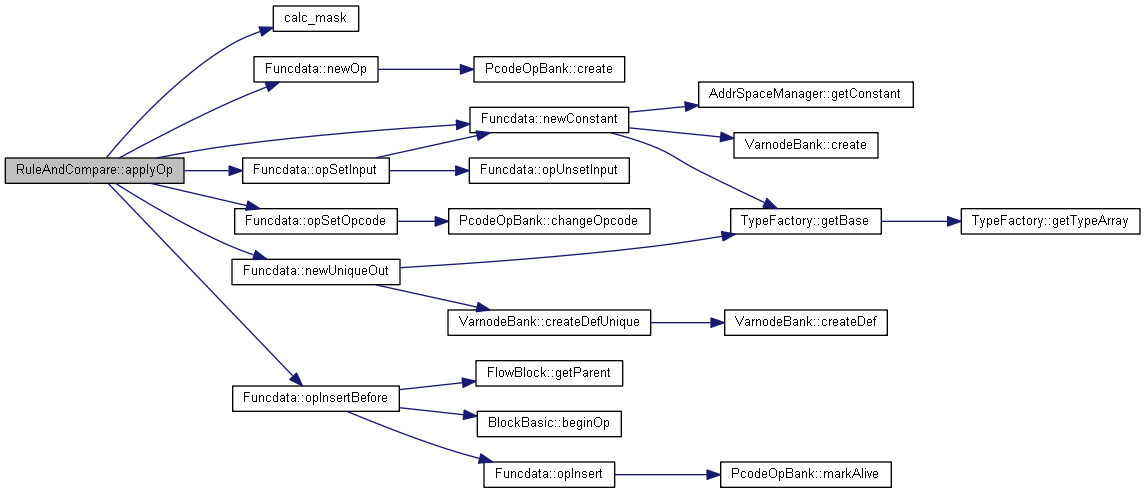 calc_mask
Funcdata::newOp
PcodeOpBank::create
AddrSpaceManager::getConstant
Funcdata::newConstant
VarnodeBank::create
RuleAndCompare::applyOp
Funcdata::opSetInput
Funcdata::opUnsetInput
Funcdata::opSetOpcode
PcodeOpBank::changeOpcode
TypeFactory::getBase
TypeFactory::getTypeArray
Funcdata::newUniqueOut
VarnodeBank::createDefUnique
VarnodeBank::createDef
FlowBlock::getParent
Funcdata::opInsertBefore
BlockBasic::beginOp
Funcdata::opInsert
PcodeOpBank::markAlive